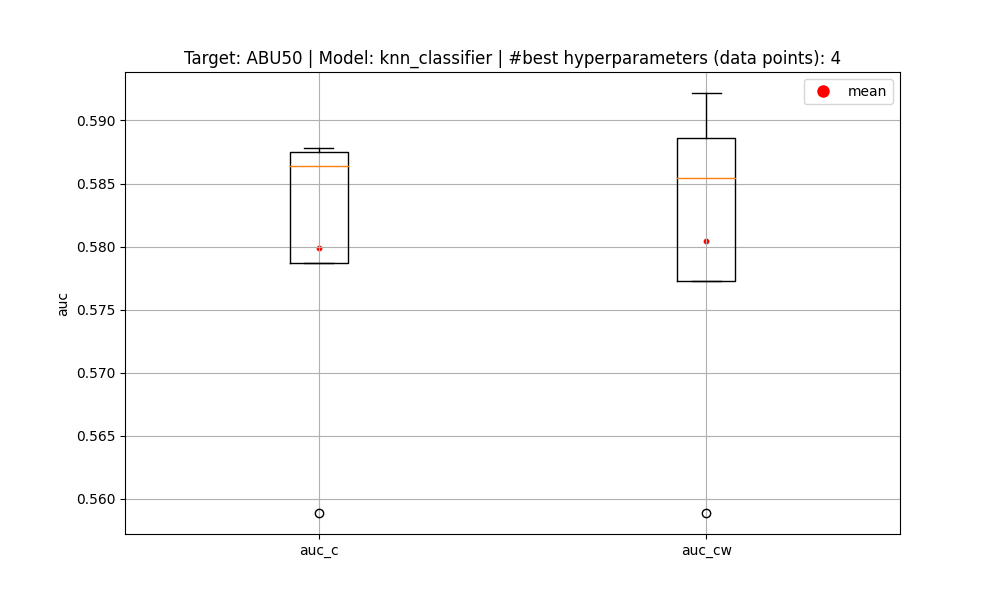 Target: ABU50 | Model: knn_classifier | #best hyperparameters (data points): 4
mean
0.590
0.585
0.580
0.575
0.570
0.565
0.560
auc
auc_c
auc_cw